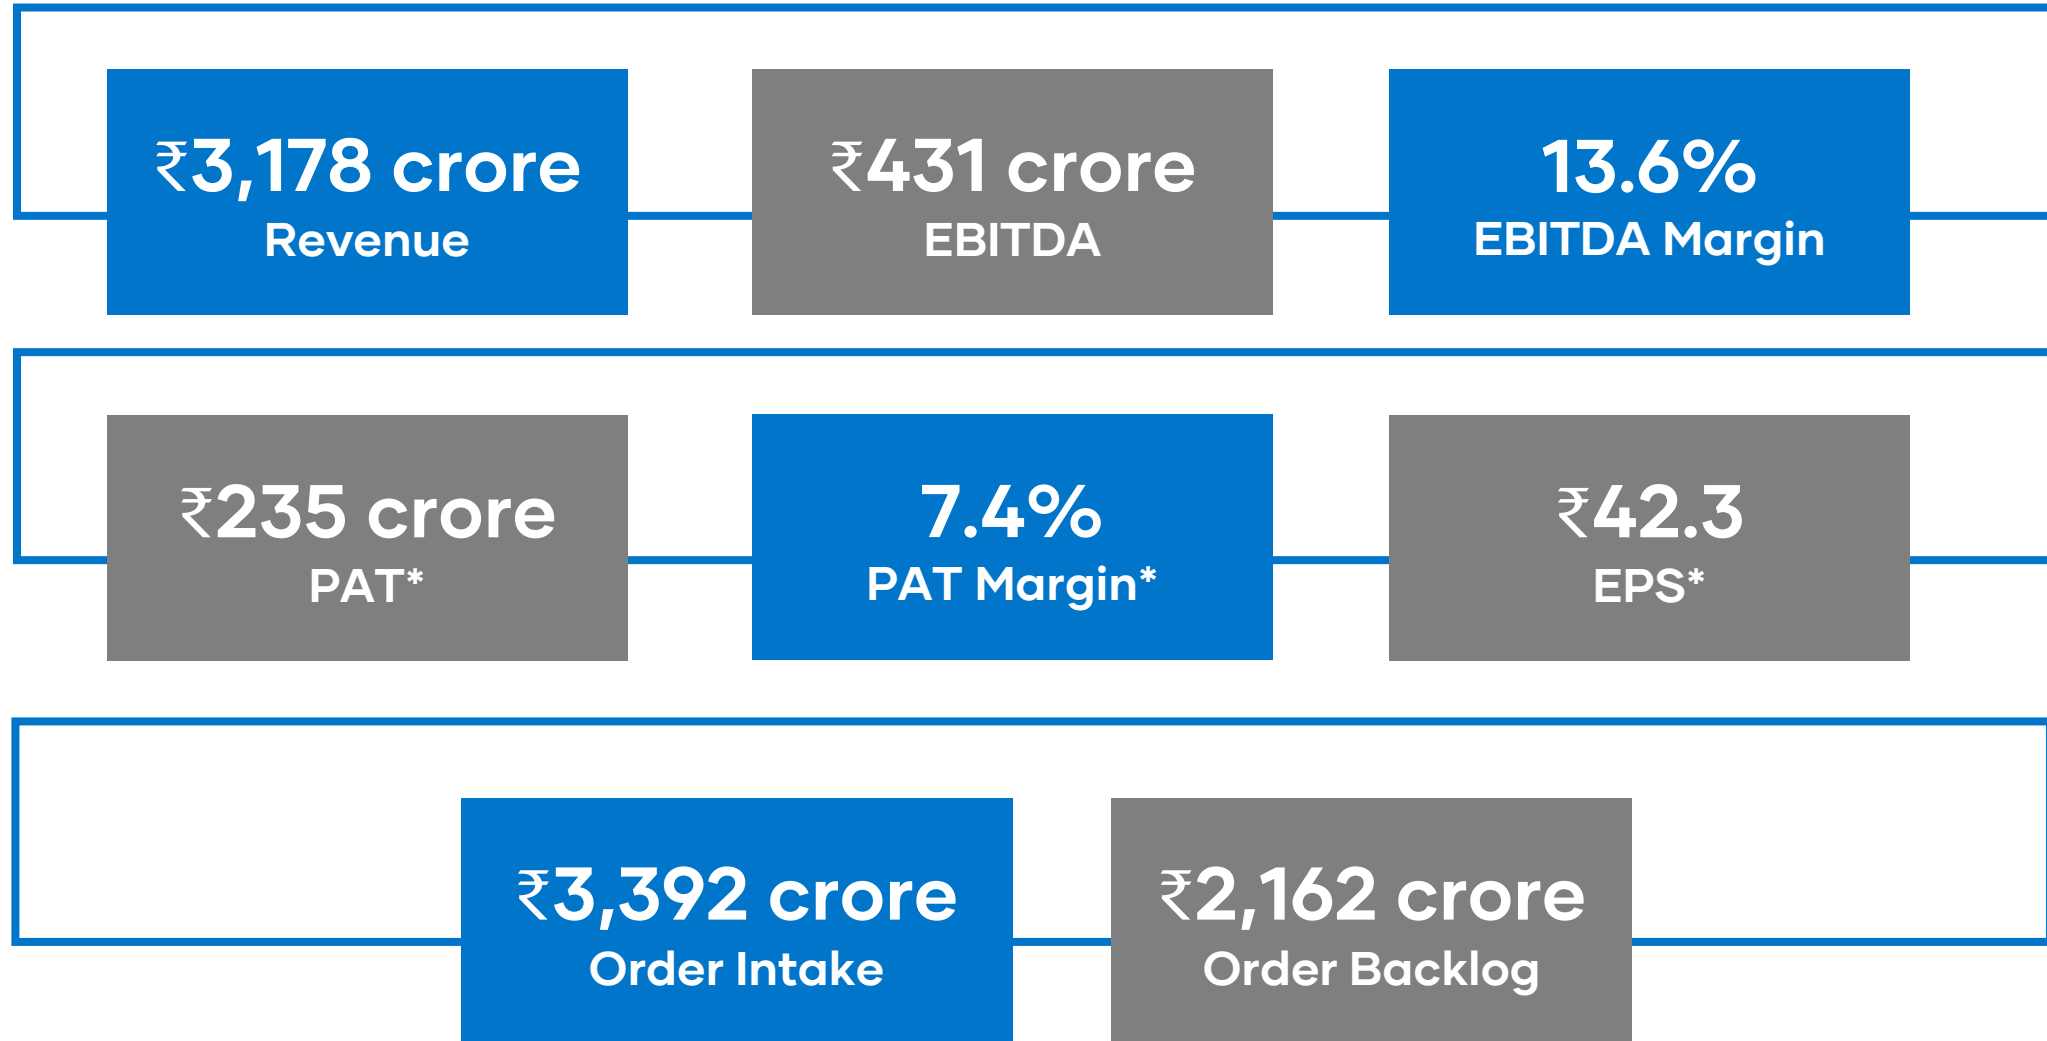 ₹3,178 crore
Revenue
₹431 crore
EBITDA
13.6%
EBITDA Margin
₹235 crore
PAT*
7.4%
PAT Margin*
₹42.3
EPS*
₹3,392 crore
Order Intake
₹2,162 crore
Order Backlog